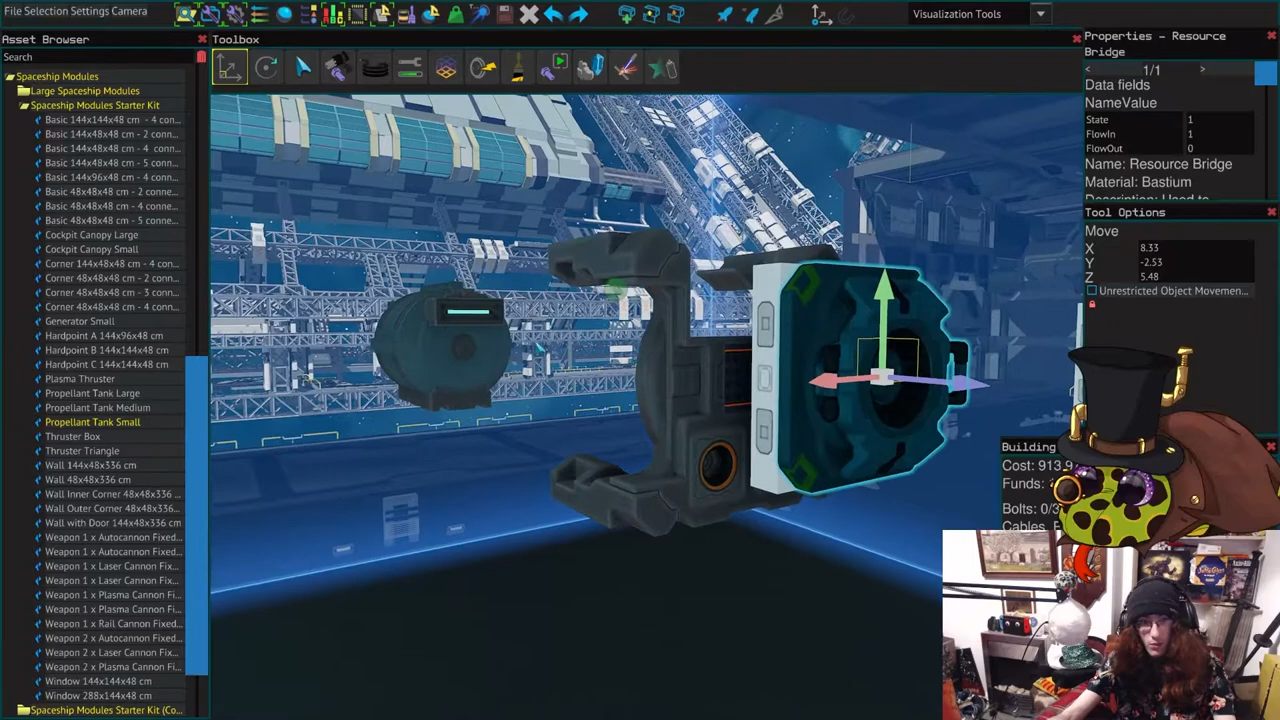 File Selection Settings Camera
Visualization Tools
Asset Browser
Search
Spaceship Modules
Large Spaceship Modules
Spaceship Modules Starter Kit
Basic 144x144x48 cm - 4 con...
Basic 144x48x48 cm - 2 conn...
Basic 144x48x48 cm - 4 conn...
Basic 144x48x48 cm - 5 conn...
Basic 144x96x48 cm - 4 conn...
Basic 48x48x48 cm - 2 conne...
Basic 48x48x48 cm - 4 conne...
Basic 48x48x48 cm - 5 conne...
Cockpit Canopy Large
Cockpit Canopy Small
Corner 144x48x48 cm - 4 con...
Corner 48x48x48 cm - 2 conn...
Corner 48x48x48 cm - 3 conn...
Corner 48x48x48 cm - 4 conn...
Generator Small
Hardpoint A 144x96x48 cm
Hardpoint B 144x144x48 cm
Hardpoint C 144x144x48 cm
Plasma Thruster
Propellant Tank Large
Propellant Tank Medium
Propellant Tank Small
Thruster Box
Thruster Triangle
Wall 144x48x336 cm
Wall 48x48x336 cm
Wall Inner Corner 48x48x336 ...
Wall Outer Corner 48x48x336...
Wall with Door 144x48x336 cm
Weapon 1 x Autocannon Fixed...
Weapon 1 x Autocannon Fixed...
Weapon 1 x Laser Cannon Fix...
Weapon 1 x Laser Cannon Fix...
Weapon 1 x Plasma Cannon Fi...
Weapon 1 x Plasma Cannon Fi...
Weapon 1 x Rail Cannon Fixed...
Weapon 2 x Autocannon Fixed...
Weapon 2 x Laser Cannon Fix...
Weapon 2 x Plasma Cannon Fi...
Window 144x144x48 cm
Window 288x144x48 cm
Spaceship Modules Starter Kit (Co...
Toolbox
Properties - Resource
Bridge
< 1/1 >
Data fields
NameValue
State 1
FlowIn 1
FlowOut 0
Name: Resource Bridge
Material: Bastium
Tool Options
Move
X 8.33
Y -2.53
Z 5.48
Unrestricted Object Movemen...
Building
Cost: 913.9
Funds:
Bolts: 0/3
Cables